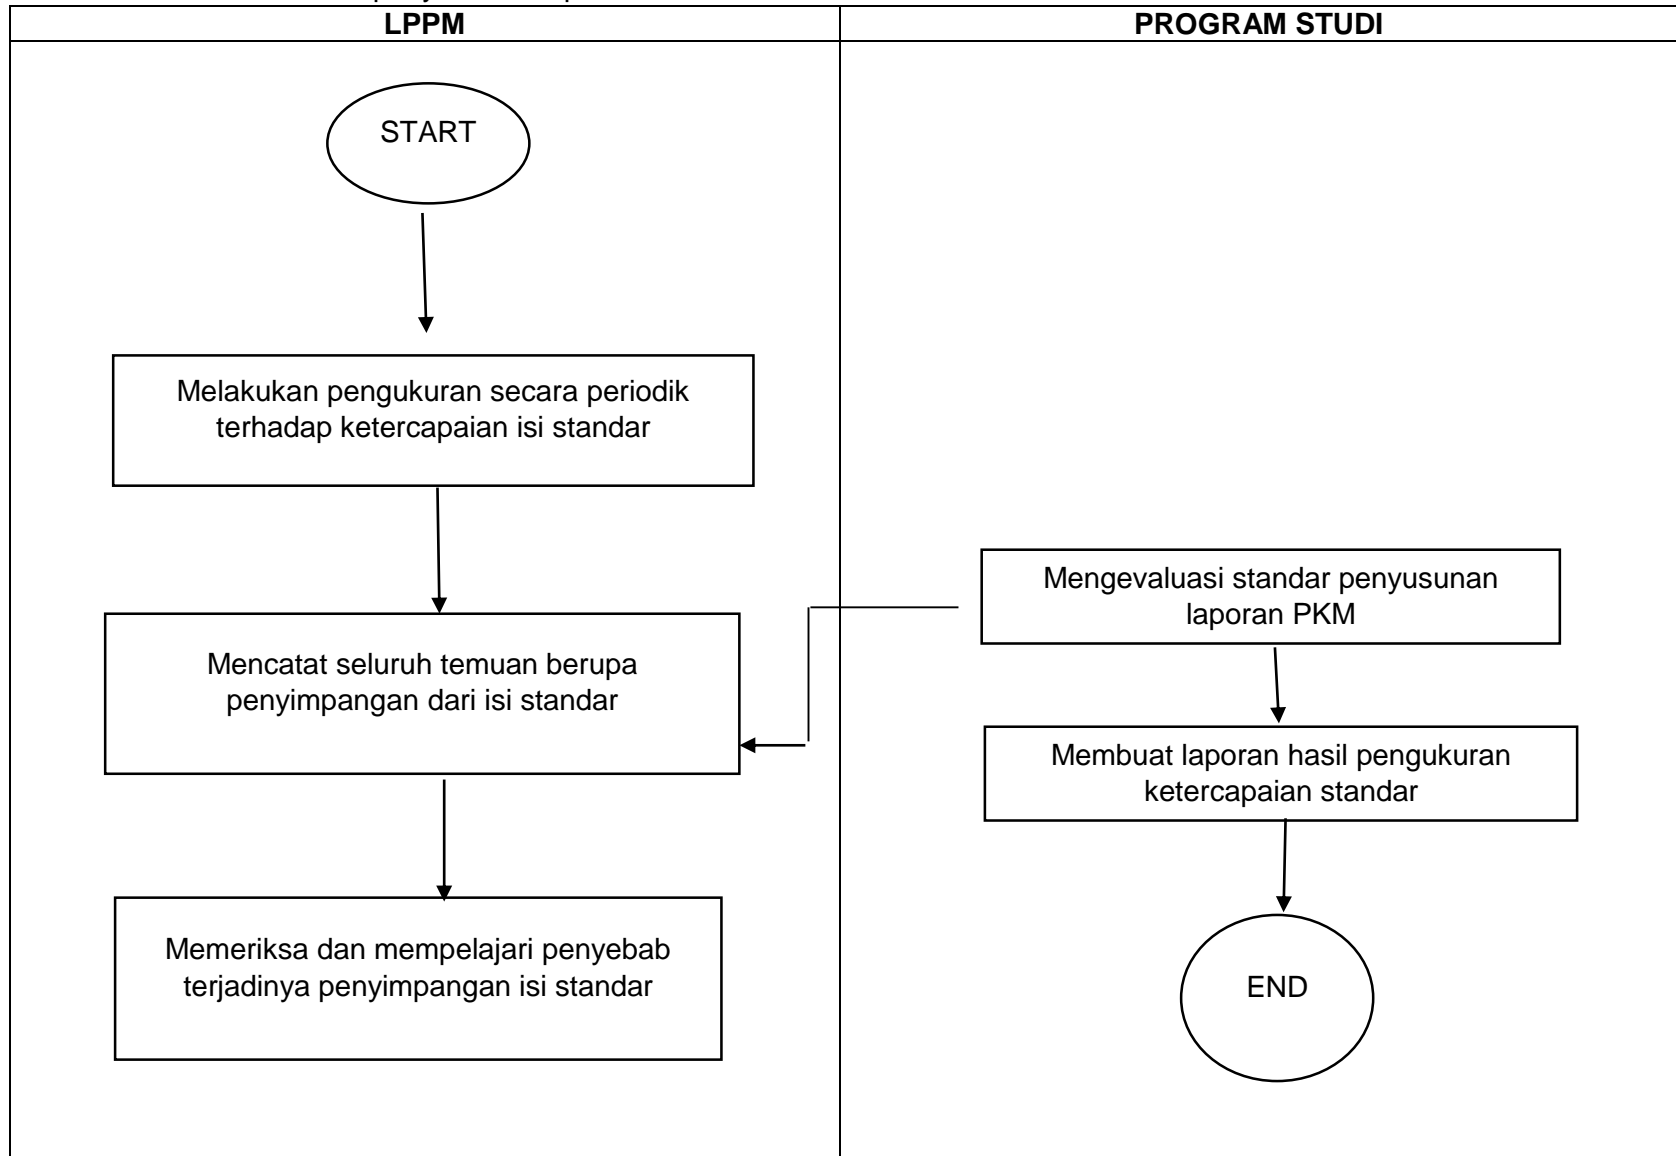 LPPM
PROGRAM STUDI
START
Melakukan pengukuran secara periodik
terhadap ketercapaian isi standar
Mencatat seluruh temuan berupa
penyimpangan dari isi standar
Memeriksa dan mempelajari penyebab
terjadinya penyimpangan isi standar
Mengevaluasi standar penyusunan
laporan PKM
Membuat laporan hasil pengukuran
ketercapaian standar
END